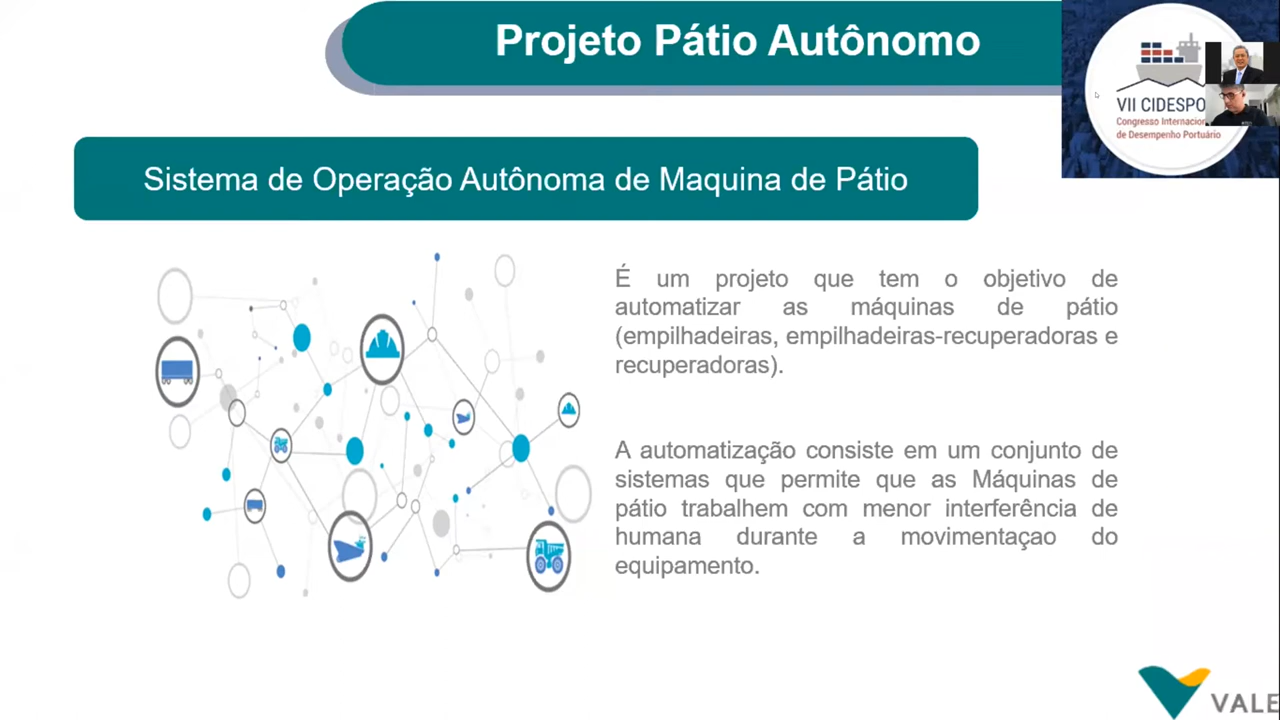 Projeto Pátio Autônomo
VII CIDESPO
Congresso Internacion
de Desempenho Portuário
Sistema de Operação Autônoma de Maquina de Pátio
É um projeto que tem o objetivo de
automatizar as máquinas de pátio
(empilhadeiras, empilhadeiras-recuperadoras e
recuperadoras).
A automatização consiste em um conjunto de
sistemas que permite que as Máquinas de
pátio trabalhem com menor interferência de
humana durante a movimentaçao do
equipamento.
VALE